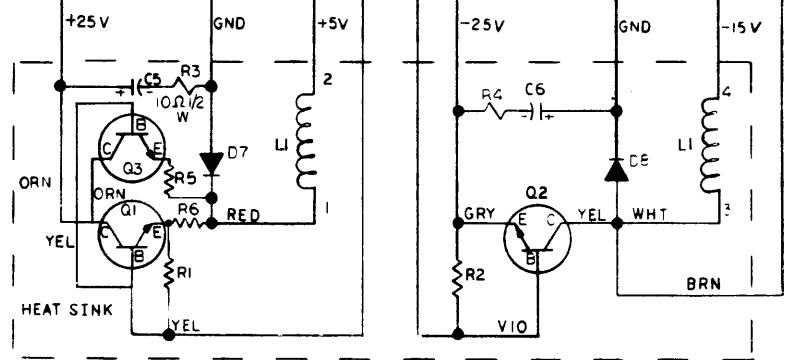 +25V GND +5V -25V GND -15V
C5 R3
+ -
10Ω 1/2
W
2
R4 C6
- +
4
B
C E
Q3
D7
L1
D8
L1
R5
ORN
ORN
Q1 R6 RED 1
Q2
GRY YEL WHT 3
C E
E C
YEL
B
B
R1
R2
BRN
HEAT SINK
YEL
VIO